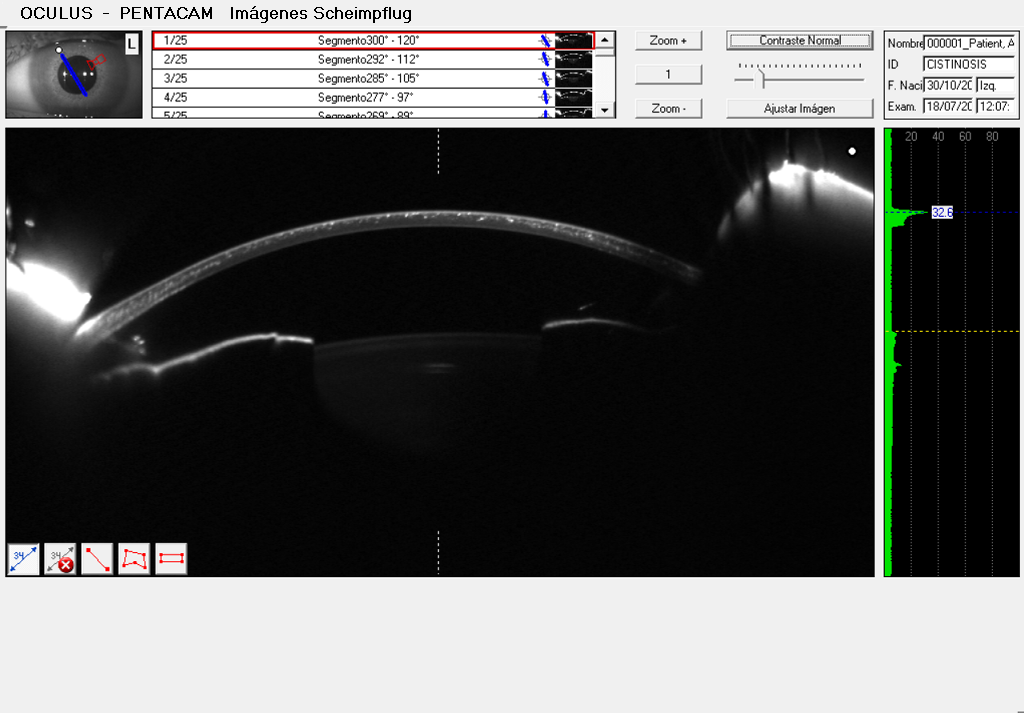 OCULUS - PENTACAM Imágenes Scheimpflug
L
1/25 Segmento300° - 120°
2/25 Segmento292° - 112°
3/25 Segmento285° - 105°
4/25 Segmento277° - 97°
5/25 Segmento269° - 89°
Zoom +
1
Zoom -
Contraste Normal
Ajustar Imágen
Nombre 000001_Patient, A
ID CISTINOSIS
F. Naci 30/10/20 Izq.
Exam. 18/07/20 12:07:
20 40 60 80
32.6
34
34